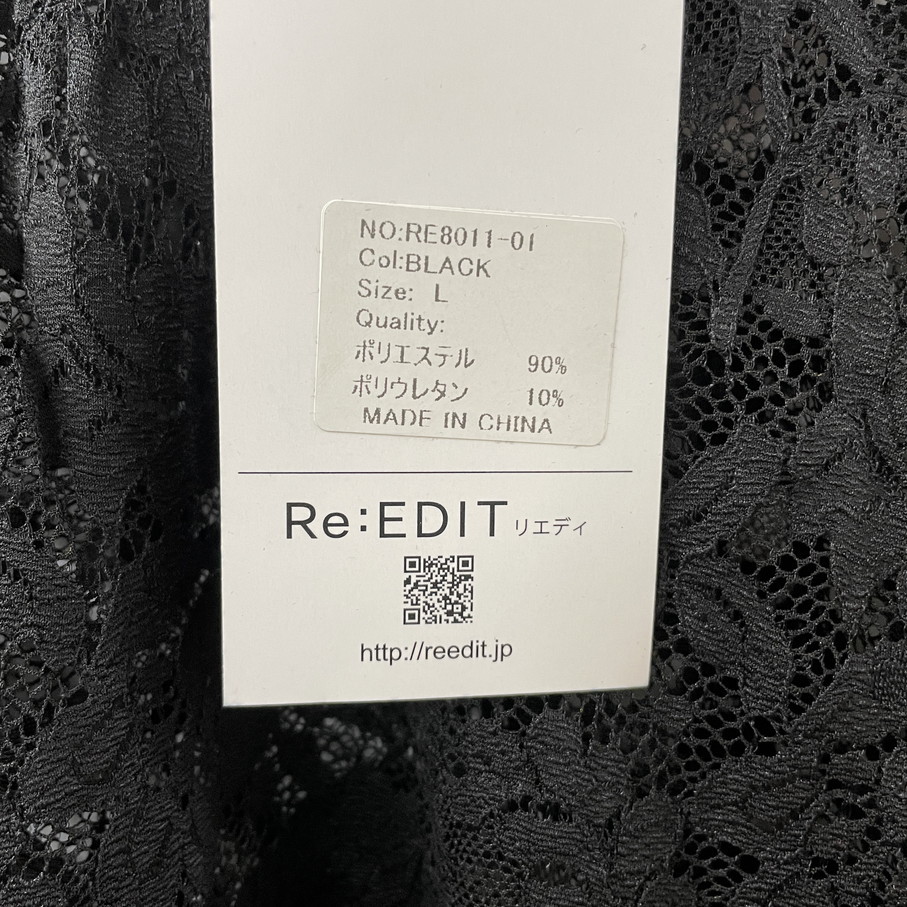 NO:RE8011-01
Col:BLACK
Size: L
Quality:
ポリエステル 90%
ポリウレタン 10%
MADE IN CHINA
Re:EDIT リエディ
http://reedit.jp